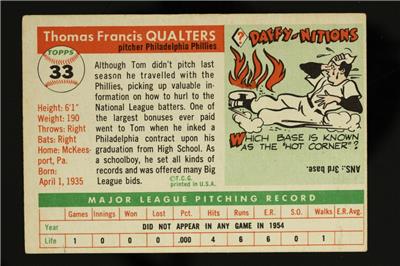 Thomas Francis QUALTERS
pitcher Philadelphia Phillies
TOPPS
33
Height: 6'1"
Weight: 190
Throws: Right
Bats: Right
Home: McKees-
port, Pa.
Born:
April 1, 1935
Although Tom didn't pitch last
season he travelled with the
Phillies, picking up valuable in-
formation on how to hurl to the
National League batters. One of
the largest bonuses ever paid
went to Tom when he inked a
Philadelphia contract upon his
graduation from High School. As
a schoolboy, he set all kinds of
records and was offered many Big
League bids.
©T.C.G.
printed in U.S.A.
? DAFFY-NITIONS
WHICH BASE IS KNOWN
AS THE "HOT CORNER"?
ANS. 3rd base.
MAJOR LEAGUE PITCHING RECORD
Games Innings Won Lost Pct. Hits Runs E.R. S.O. Walks E.R.Avg.
Year DID NOT APPEAR IN ANY GAME IN 1954
Life 1 0 0 0 .000 4 6 6 0 1